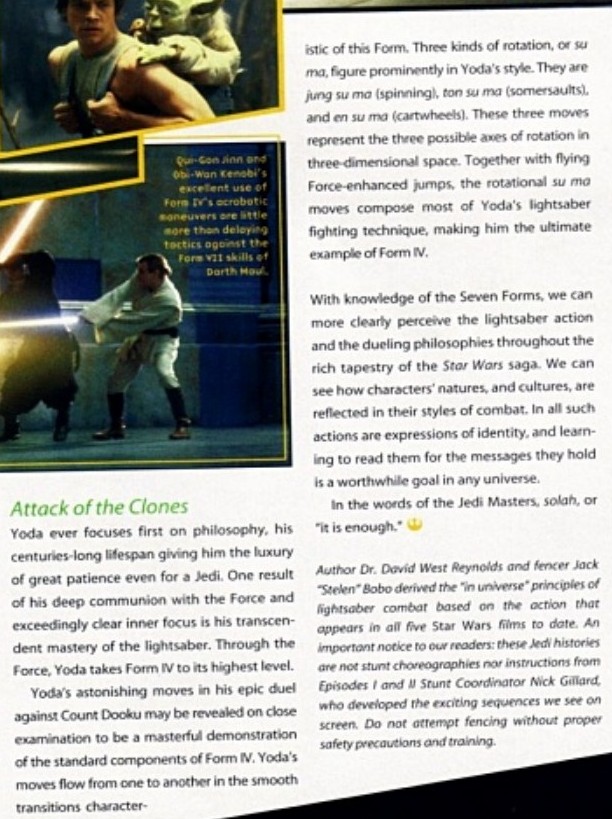 Qui-Gon Jinn and
Obi-Wan Kenobi's
excellent use of
Form IV's acrobatic
maneuvers are little
more than delaying
tactics against the
Form VII skills of
Darth Maul.
Attack of the Clones
Yoda ever focuses first on philosophy, his
centuries-long lifespan giving him the luxury
of great patience even for a Jedi. One result
of his deep communion with the Force and
exceedingly clear inner focus is his transcen-
dent mastery of the lightsaber. Through the
Force, Yoda takes Form IV to its highest level.
Yoda's astonishing moves in his epic duel
against Count Dooku may be revealed on close
examination to be a masterful demonstration
of the standard components of Form IV. Yoda's
moves flow from one to another in the smooth
transitions character-
istic of this Form. Three kinds of rotation, or su
ma, figure prominently in Yoda's style. They are
jung su ma (spinning), ton su ma (somersaults),
and en su ma (cartwheels). These three moves
represent the three possible axes of rotation in
three-dimensional space. Together with flying
Force-enhanced jumps, the rotational su ma
moves compose most of Yoda's lightsaber
fighting technique, making him the ultimate
example of Form IV.
With knowledge of the Seven Forms, we can
more clearly perceive the lightsaber action
and the dueling philosophies throughout the
rich tapestry of the Star Wars saga. We can
see how characters' natures, and cultures, are
reflected in their styles of combat. In all such
actions are expressions of identity, and learn-
ing to read them for the messages they hold
is a worthwhile goal in any universe.
In the words of the Jedi Masters, solah, or
"it is enough."
Author Dr. David West Reynolds and fencer Jack
"Stelen" Bobo derived the "in universe" principles of
lightsaber combat based on the action that
appears in all five Star Wars films to date. An
important notice to our readers: these Jedi histories
are not stunt choreographies nor instructions from
Episodes I and II Stunt Coordinator Nick Gillard,
who developed the exciting sequences we see on
screen. Do not attempt fencing without proper
safety precautions and training.